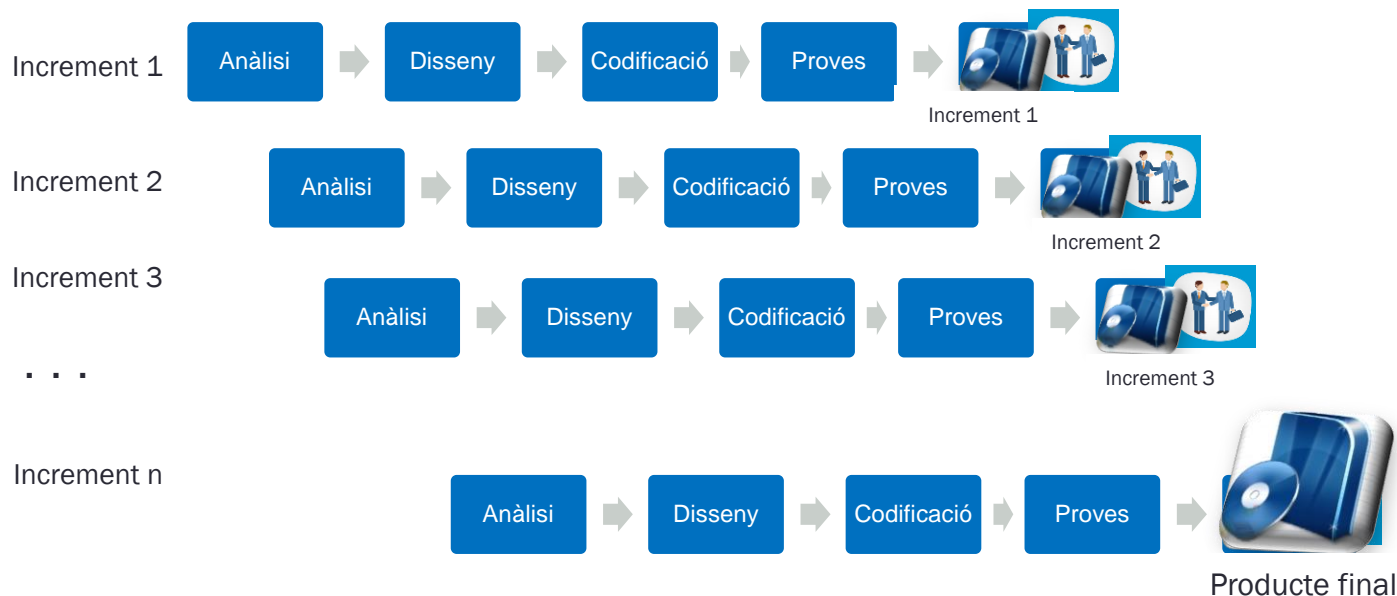 Increment 1
Anàlisi
Disseny
Codificació
Proves
Increment 1
Increment 2
Anàlisi
Disseny
Codificació
Proves
Increment 2
Increment 3
Anàlisi
Disseny
Codificació
Proves
Increment 3
. . .
Increment n
Anàlisi
Disseny
Codificació
Proves
Producte final